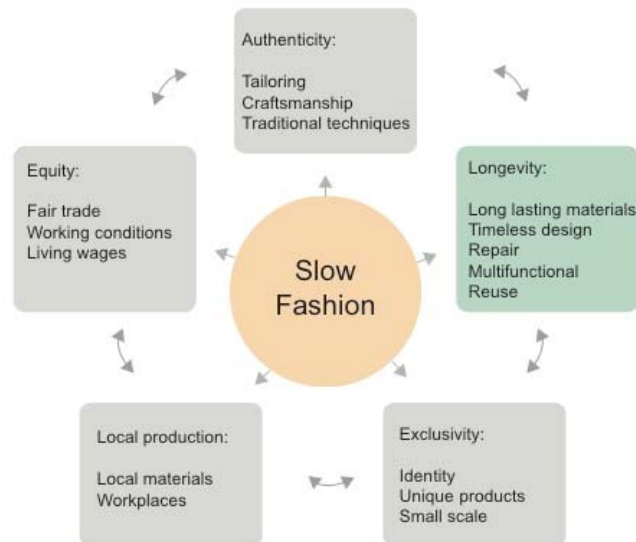 Authenticity:
Tailoring
Craftsmanship
Traditional techniques
Equity:
Fair trade
Working conditions
Living wages
Longevity:
Long lasting materials
Timeless design
Repair
Multifunctional
Reuse
Slow
Fashion
Local production:
Local materials
Workplaces
Exclusivity:
Identity
Unique products
Small scale